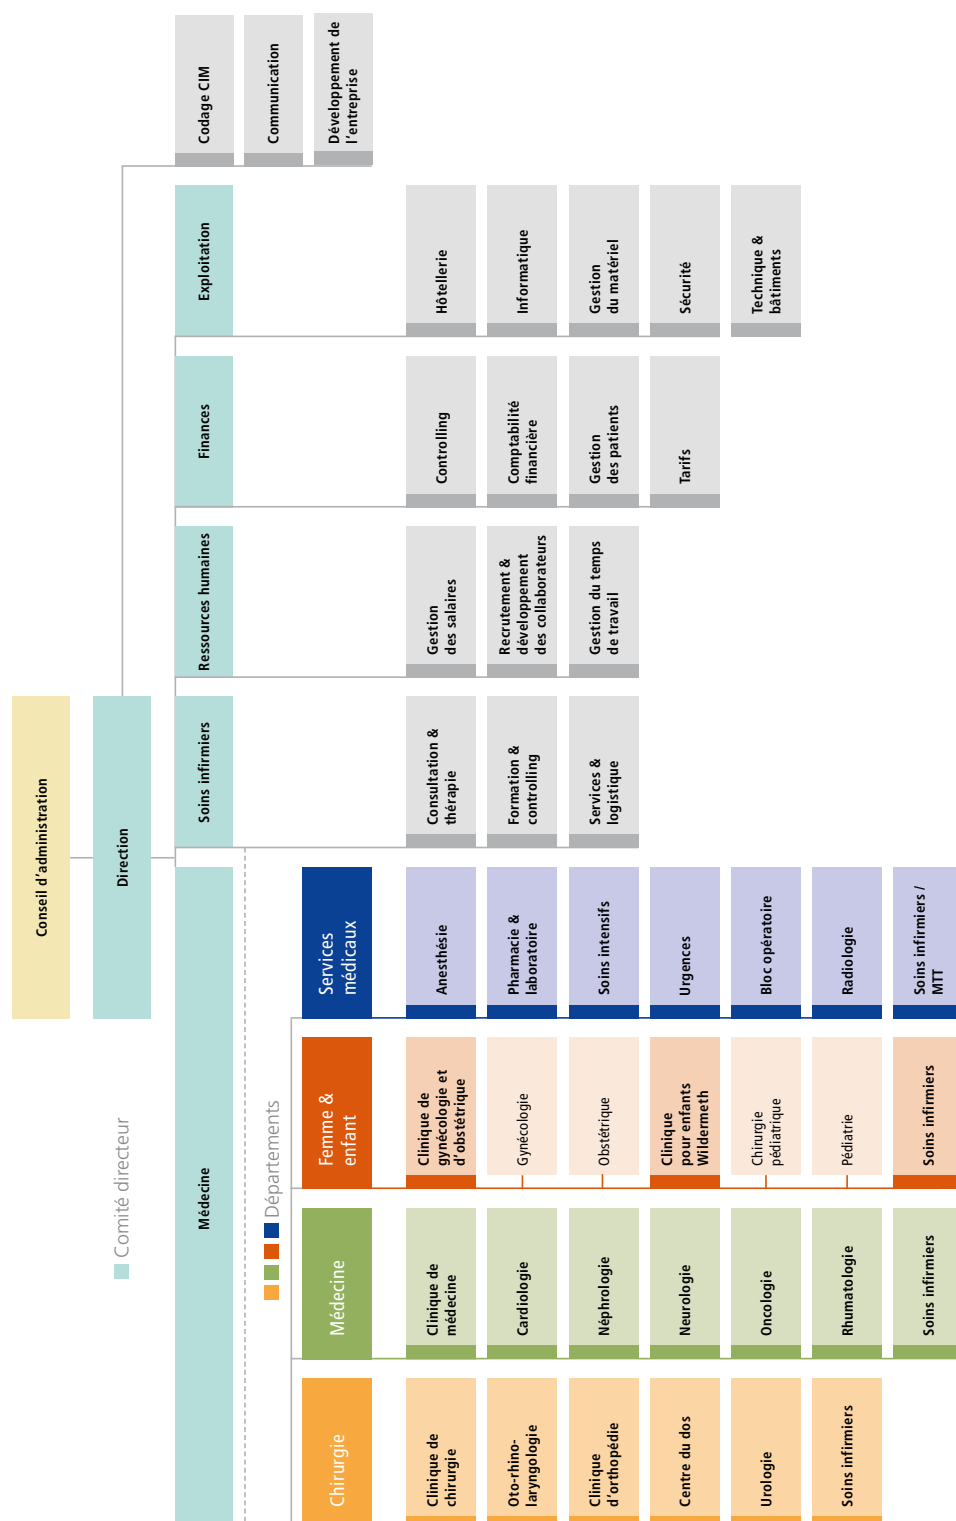 Conseil d’administration
Direction
Comité directeur
Départements
Médecine
Soins infirmiers
Ressources humaines
Finances
Exploitation
Codage CIM
Communication
Développement de
l’entreprise
Chirurgie
Clinique de
chirurgie
Oto-rhino-
laryngologie
Clinique
d’orthopédie
Centre du dos
Urologie
Soins infirmiers
Médecine
Clinique de
médecine
Cardiologie
Néphrologie
Neurologie
Oncologie
Rhumatologie
Soins infirmiers
Femme &
enfant
Clinique de
gynécologie et
d’obstétrique
Gynécologie
Obstétrique
Clinique
pour enfants
Wildermeth
Chirurgie
pédiatrique
Pédiatrie
Soins infirmiers
Services
médicaux
Anesthésie
Pharmacie &
laboratoire
Soins intensifs
Urgences
Bloc opératoire
Radiologie
Soins infirmiers /
MTT
Consultation &
thérapie
Formation &
controlling
Services &
logistique
Gestion
des salaires
Recrutement &
développement
des collaborateurs
Gestion du temps
de travail
Controlling
Comptabilité
financière
Gestion
des patients
Tarifs
Hôtellerie
Informatique
Gestion
du matériel
Sécurité
Technique &
bâtiments